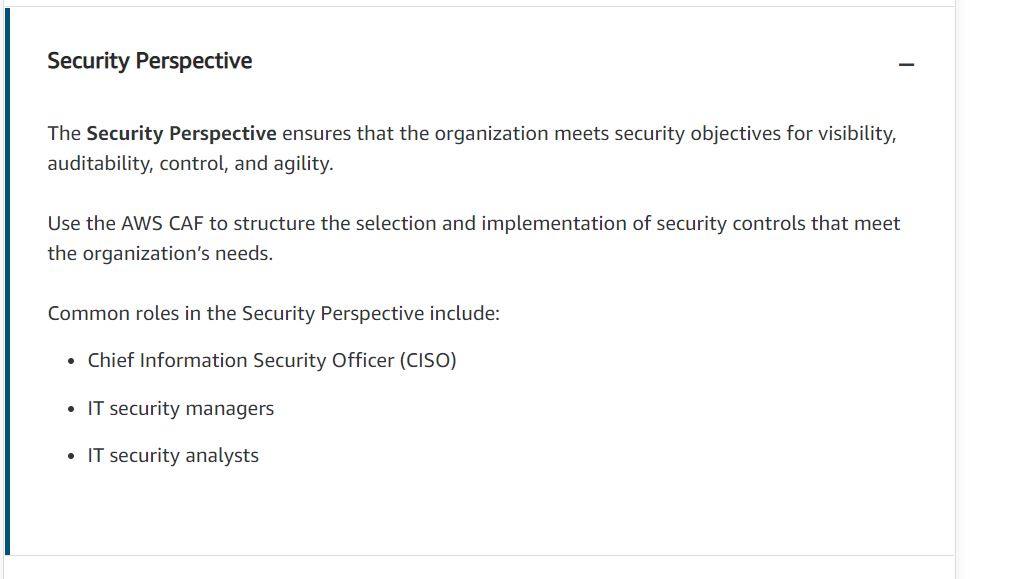 Security Perspective
The Security Perspective ensures that the organization meets security objectives for visibility,
auditability, control, and agility.
Use the AWS CAF to structure the selection and implementation of security controls that meet
the organization’s needs.
Common roles in the Security Perspective include:
• Chief Information Security Officer (CISO)
• IT security managers
• IT security analysts